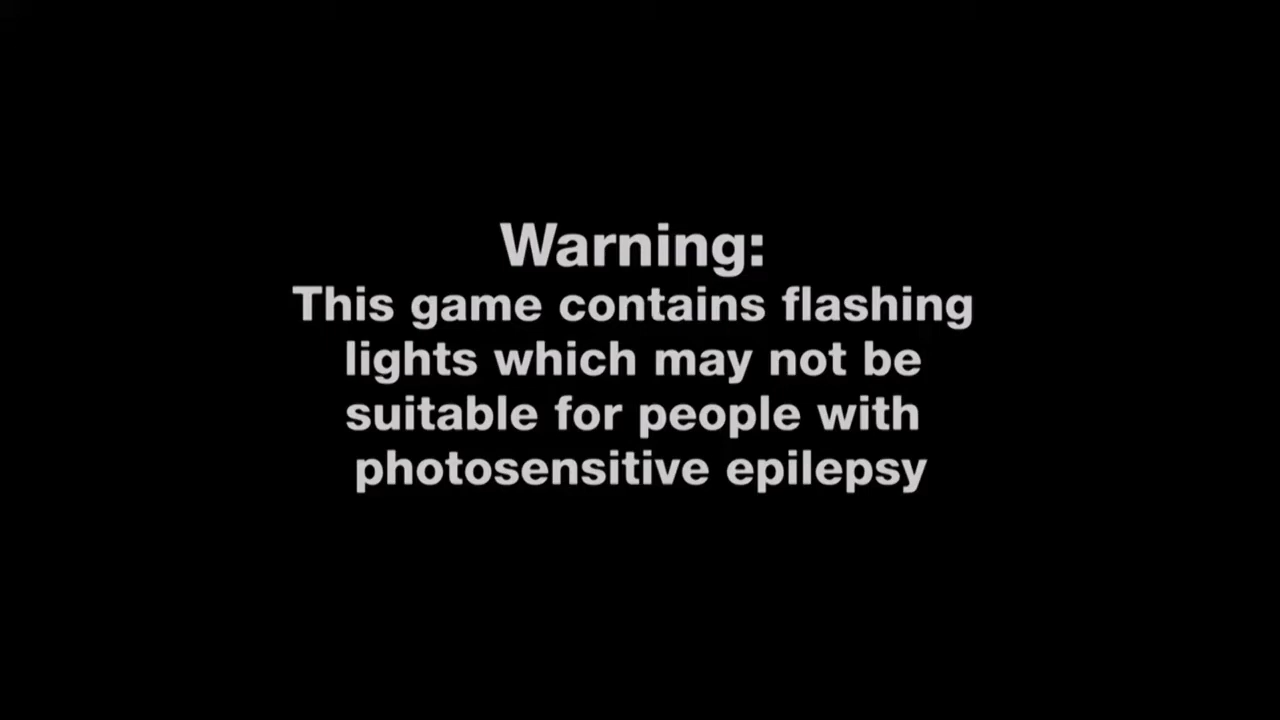 Warning:
This game contains flashing
lights which may not be
suitable for people with
photosensitive epilepsy